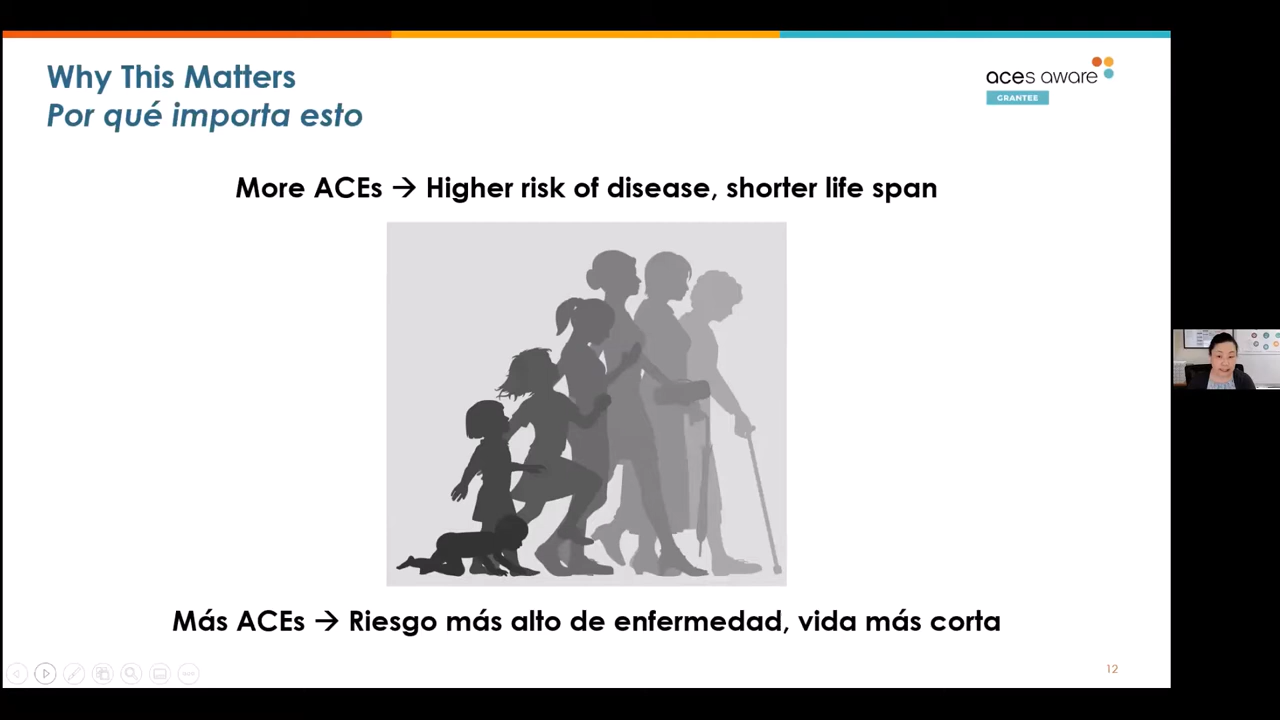 Why This Matters
Por qué importa esto
aces aware
GRANTEE
More ACEs → Higher risk of disease, shorter life span
Más ACEs → Riesgo más alto de enfermedad, vida más corta
12